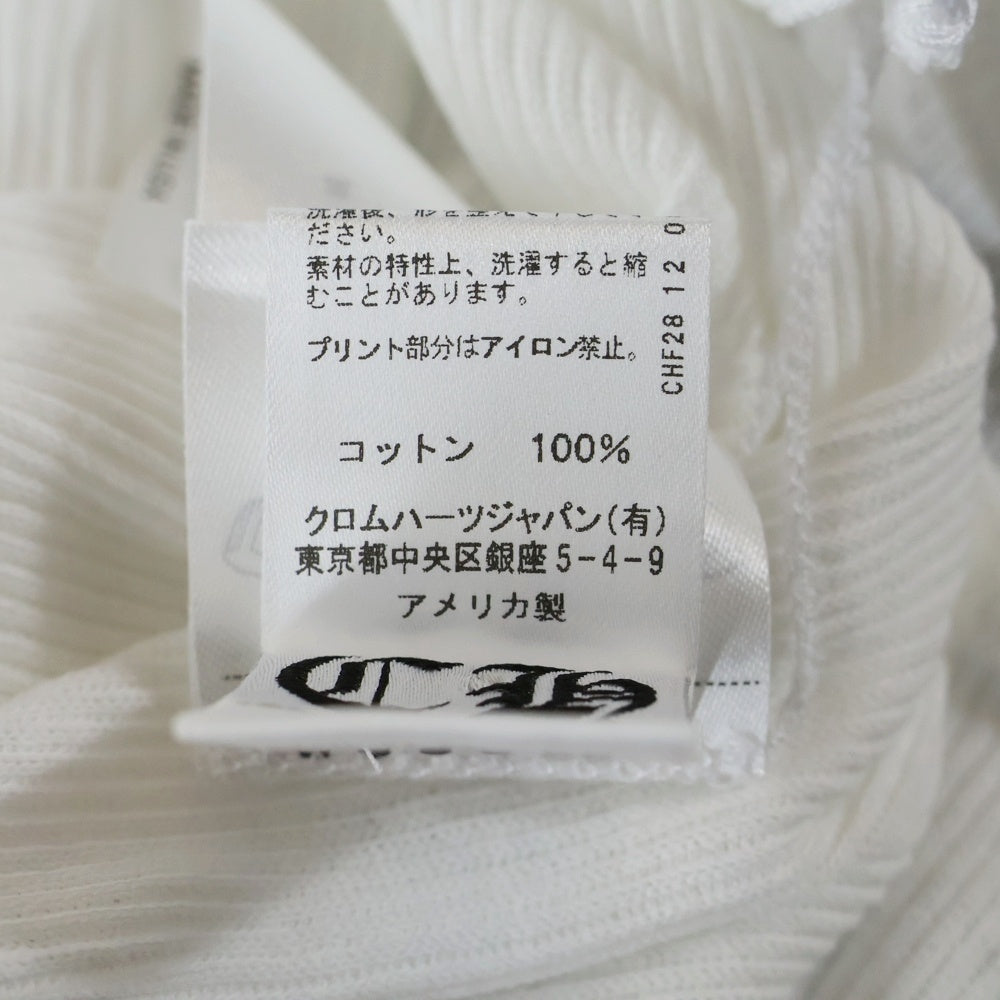 ださい。
素材の特性上、洗濯すると縮
むことがあります。
プリント部分はアイロン禁止。
CHF28 12 0
コットン 100%
クロムハーツジャパン(有)
東京都中央区銀座5-4-9
アメリカ製
CH